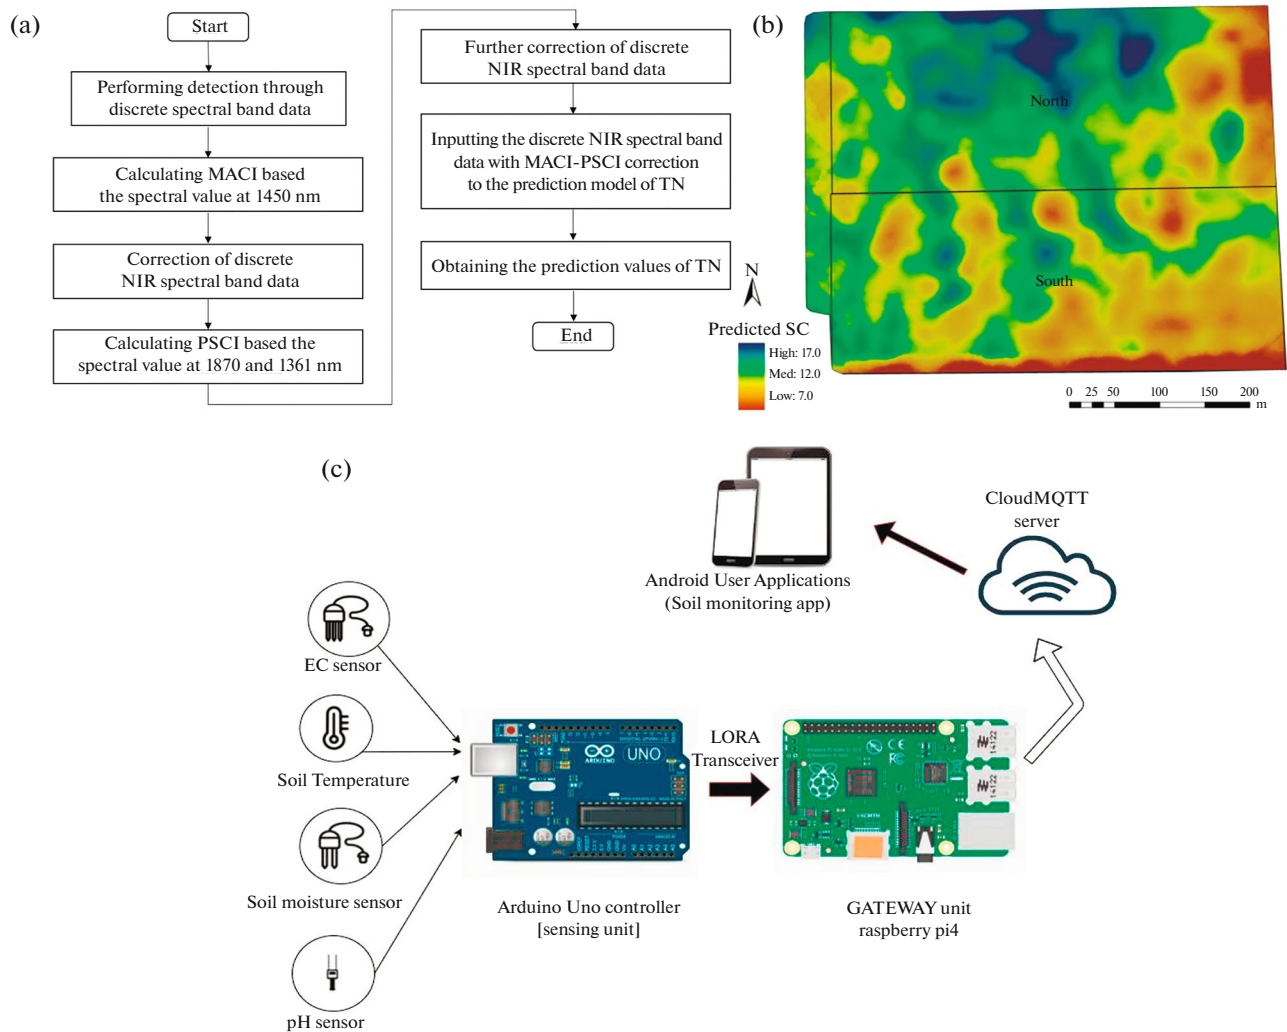 (a)
Start
Performing detection through
discrete spectral band data
Calculating MACI based
the spectral value at 1450 nm
Correction of discrete
NIR spectral band data
Calculating PSCI based the
spectral value at 1870 and 1361 nm
Further correction of discrete
NIR spectral band data
Inputting the discrete NIR spectral band
data with MACI-PSCI correction
to the prediction model of TN
Obtaining the prediction values of TN
End
(b)
North
South
N
Predicted SC
High: 17.0
Med: 12.0
Low: 7.0
0 25 50 100 150 200
m
(c)
CloudMQTT
server
Android User Applications
(Soil monitoring app)
EC sensor
Soil Temperature
Soil moisture sensor
pH sensor
UNO
ARDUINO
LORA
Transceiver
14122
14122
Arduino Uno controller
[sensing unit]
GATEWAY unit
raspberry pi4